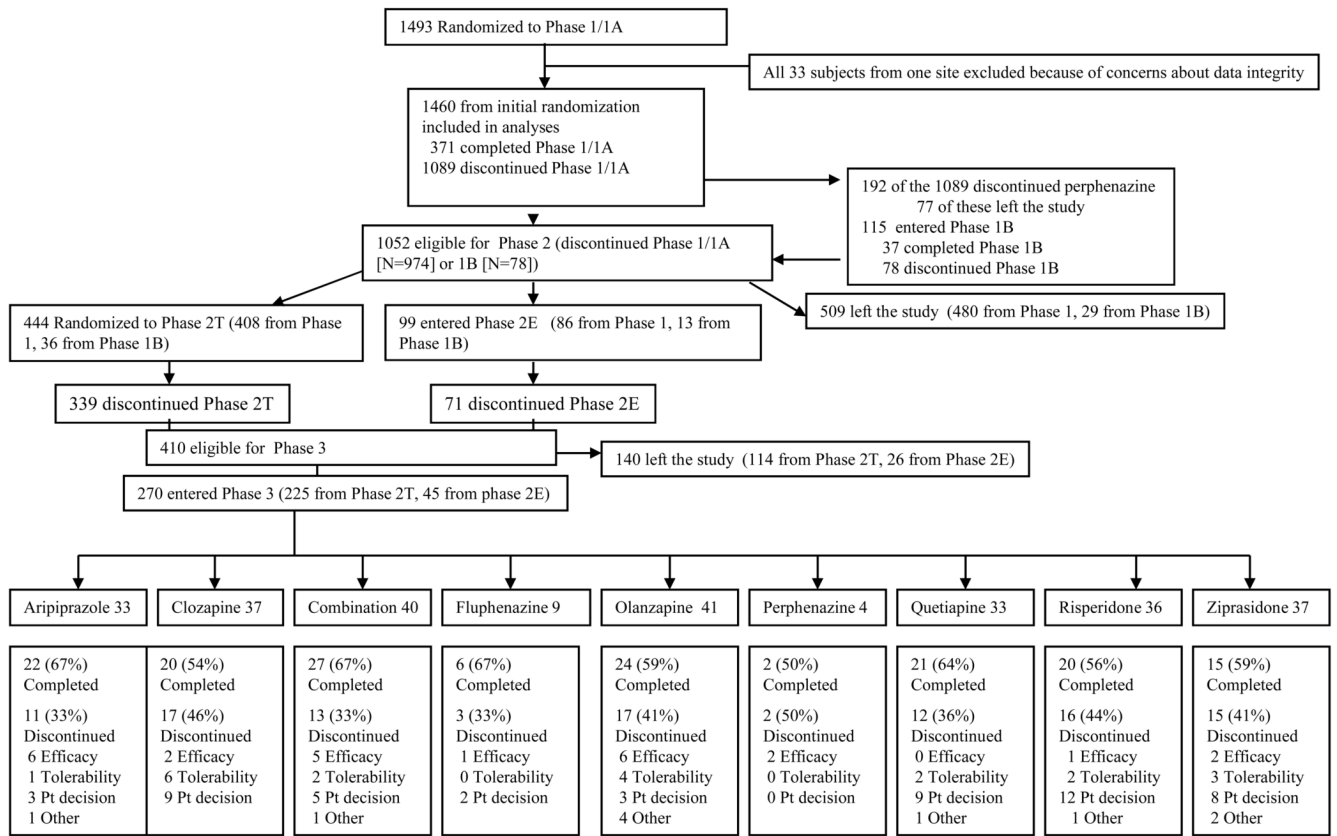 1493 Randomized to Phase 1/1A
All 33 subjects from one site excluded because of concerns about data integrity
1460 from initial randomization
included in analyses
371 completed Phase 1/1A
1089 discontinued Phase 1/1A
192 of the 1089 discontinued perphenazine
77 of these left the study
115 entered Phase 1B
37 completed Phase 1B
78 discontinued Phase 1B
1052 eligible for Phase 2 (discontinued Phase 1/1A
[N=974] or 1B [N=78])
444 Randomized to Phase 2T (408 from Phase
1, 36 from Phase 1B)
99 entered Phase 2E (86 from Phase 1, 13 from
Phase 1B)
509 left the study (480 from Phase 1, 29 from Phase 1B)
339 discontinued Phase 2T
71 discontinued Phase 2E
410 eligible for Phase 3
140 left the study (114 from Phase 2T, 26 from Phase 2E)
270 entered Phase 3 (225 from Phase 2T, 45 from phase 2E)
Aripiprazole 33
Clozapine 37
Combination 40
Fluphenazine 9
Olanzapine 41
Perphenazine 4
Quetiapine 33
Risperidone 36
Ziprasidone 37
22 (67%)
Completed
11 (33%)
Discontinued
6 Efficacy
1 Tolerability
3 Pt decision
1 Other
20 (54%)
Completed
17 (46%)
Discontinued
2 Efficacy
6 Tolerability
9 Pt decision
27 (67%)
Completed
13 (33%)
Discontinued
5 Efficacy
2 Tolerability
5 Pt decision
1 Other
6 (67%)
Completed
3 (33%)
Discontinued
1 Efficacy
0 Tolerability
2 Pt decision
24 (59%)
Completed
17 (41%)
Discontinued
6 Efficacy
4 Tolerability
3 Pt decision
4 Other
2 (50%)
Completed
2 (50%)
Discontinued
2 Efficacy
0 Tolerability
0 Pt decision
21 (64%)
Completed
12 (36%)
Discontinued
0 Efficacy
2 Tolerability
9 Pt decision
1 Other
20 (56%)
Completed
16 (44%)
Discontinued
1 Efficacy
2 Tolerability
12 Pt decision
1 Other
15 (59%)
Completed
15 (41%)
Discontinued
2 Efficacy
3 Tolerability
8 Pt decision
2 Other